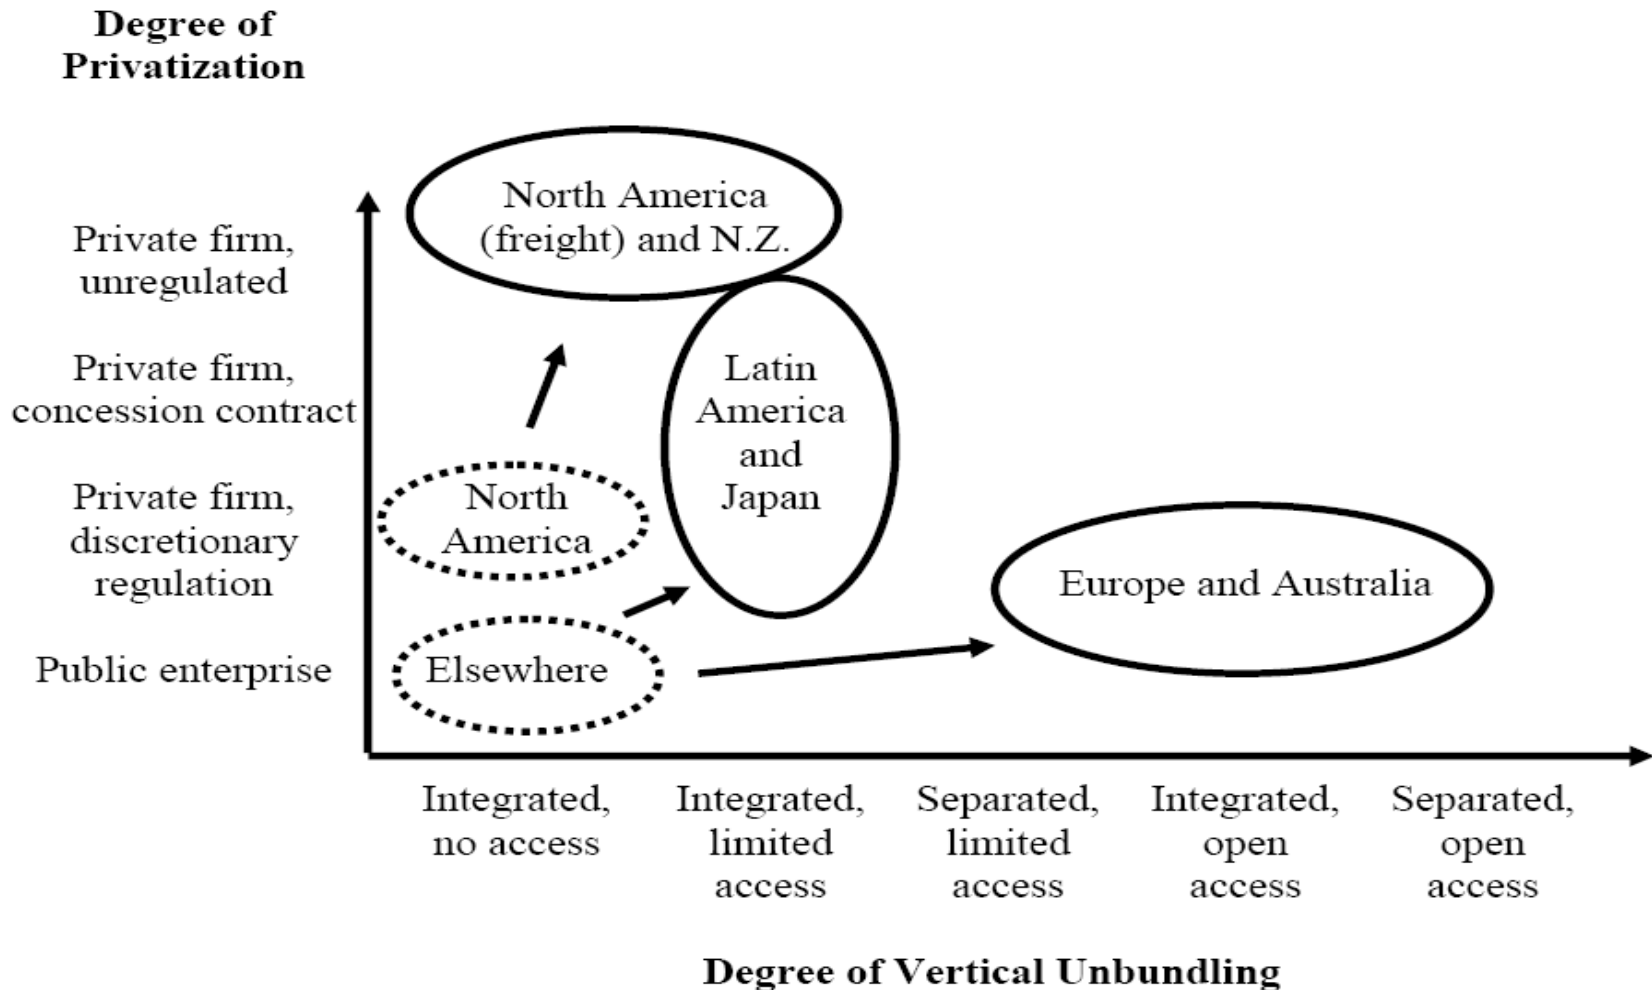 Degree of
Privatization
North America
(freight) and N.Z.
Private firm,
unregulated
Private firm,
concession contract
Latin
America
and
Japan
Private firm,
discretionary
regulation
North
America
Europe and Australia
Public enterprise
Elsewhere
Integrated,
no access
Integrated,
limited
access
Separated,
limited
access
Integrated,
open
access
Separated,
open
access
Degree of Vertical Unbundling